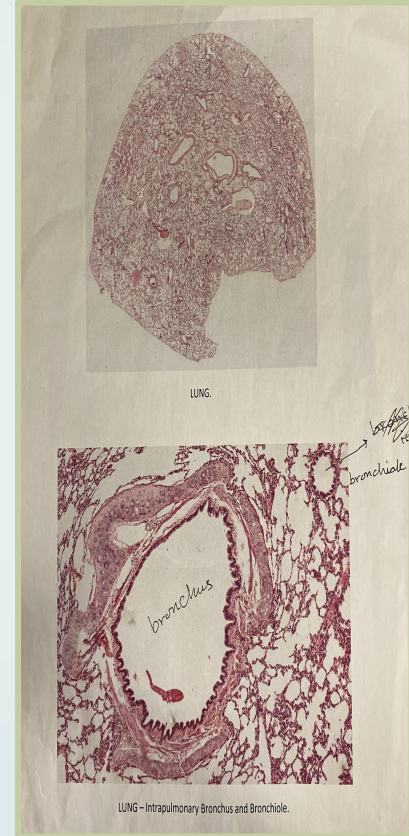 LUNG.
bronchiole
bronchus
LUNG – Intrapulmonary Bronchus and Bronchiole.